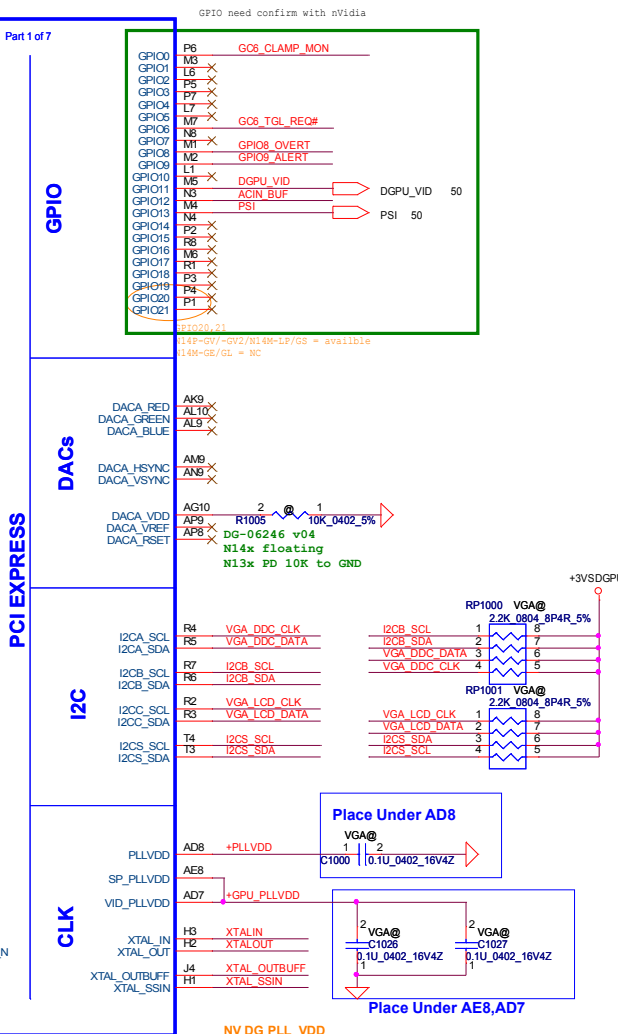 GPIO need confirm with nVidia
Part 1 of 7
PCI EXPRESS
GPIO
GPIO0 P6 GC6_CLAMP_MON
GPIO1 M3
GPIO2 L6
GPIO3 P5
GPIO4 P7
GPIO5 L7
GPIO6 M7 GC6_TGL_REQ#
GPIO7 N8
GPIO8 M1 GPIO8_OVERT
GPIO9 M2 GPIO9_ALERT
GPIO10 L1
GPIO11 M5 DGPU_VID DGPU_VID 50
GPIO12 N3 ACIN_BUF
GPIO13 M4 PSI PSI 50
GPIO14 N4
GPIO15 P2
GPIO16 R8
GPIO17 M6
GPIO18 R1
GPIO19 P3
GPIO20 P4
GPIO21 P1
GPIO20,21
N14P-GV/-GV2/N14M-LP/GS = availble
N14M-GE/GL = NC
DACs
DACA_RED AK9
DACA_GREEN AL10
DACA_BLUE AL9
DACA_HSYNC AM9
DACA_VSYNC AN9
DACA_VDD AG10 2 @ 1
R1005 10K_0402_5%
DACA_VREF AP9
DACA_RSET AP8
DG-06246 v04
N14x floating
N13x PD 10K to GND
I2C
I2CA_SCL R4 VGA_DDC_CLK
I2CA_SDA R5 VGA_DDC_DATA
I2CB_SCL R7 I2CB_SCL
I2CB_SDA R6 I2CB_SDA
I2CC_SCL R2 VGA_LCD_CLK
I2CC_SDA R3 VGA_LCD_DATA
I2CS_SCL T4 I2CS_SCL
I2CS_SDA T3 I2CS_SDA
+3VSDGPU
RP1000 VGA@
2.2K_0804_8P4R_5%
I2CB_SCL 1 8
I2CB_SDA 2 7
VGA_DDC_DATA 3 6
VGA_DDC_CLK 4 5
RP1001 VGA@
2.2K_0804_8P4R_5%
VGA_LCD_CLK 1 8
VGA_LCD_DATA 2 7
I2CS_SDA 3 6
I2CS_SCL 4 5
CLK
Place Under AD8
VGA@
PLLVDD AD8 +PLLVDD 1 2
C1000 0.1U_0402_16V4Z
SP_PLLVDD AE8
VID_PLLVDD AD7 +GPU_PLLVDD
2 VGA@ 2 VGA@
C1026 C1027
0.1U_0402_16V4Z 0.1U_0402_16V4Z
1 1
Place Under AE8,AD7
XTAL_IN H3 XTALIN
XTAL_OUT H2 XTALOUT
XTAL_OUTBUFF J4 XTAL_OUTBUFF
XTAL_SSIN H1 XTAL_SSIN
_N
NV DG PLL_VDD